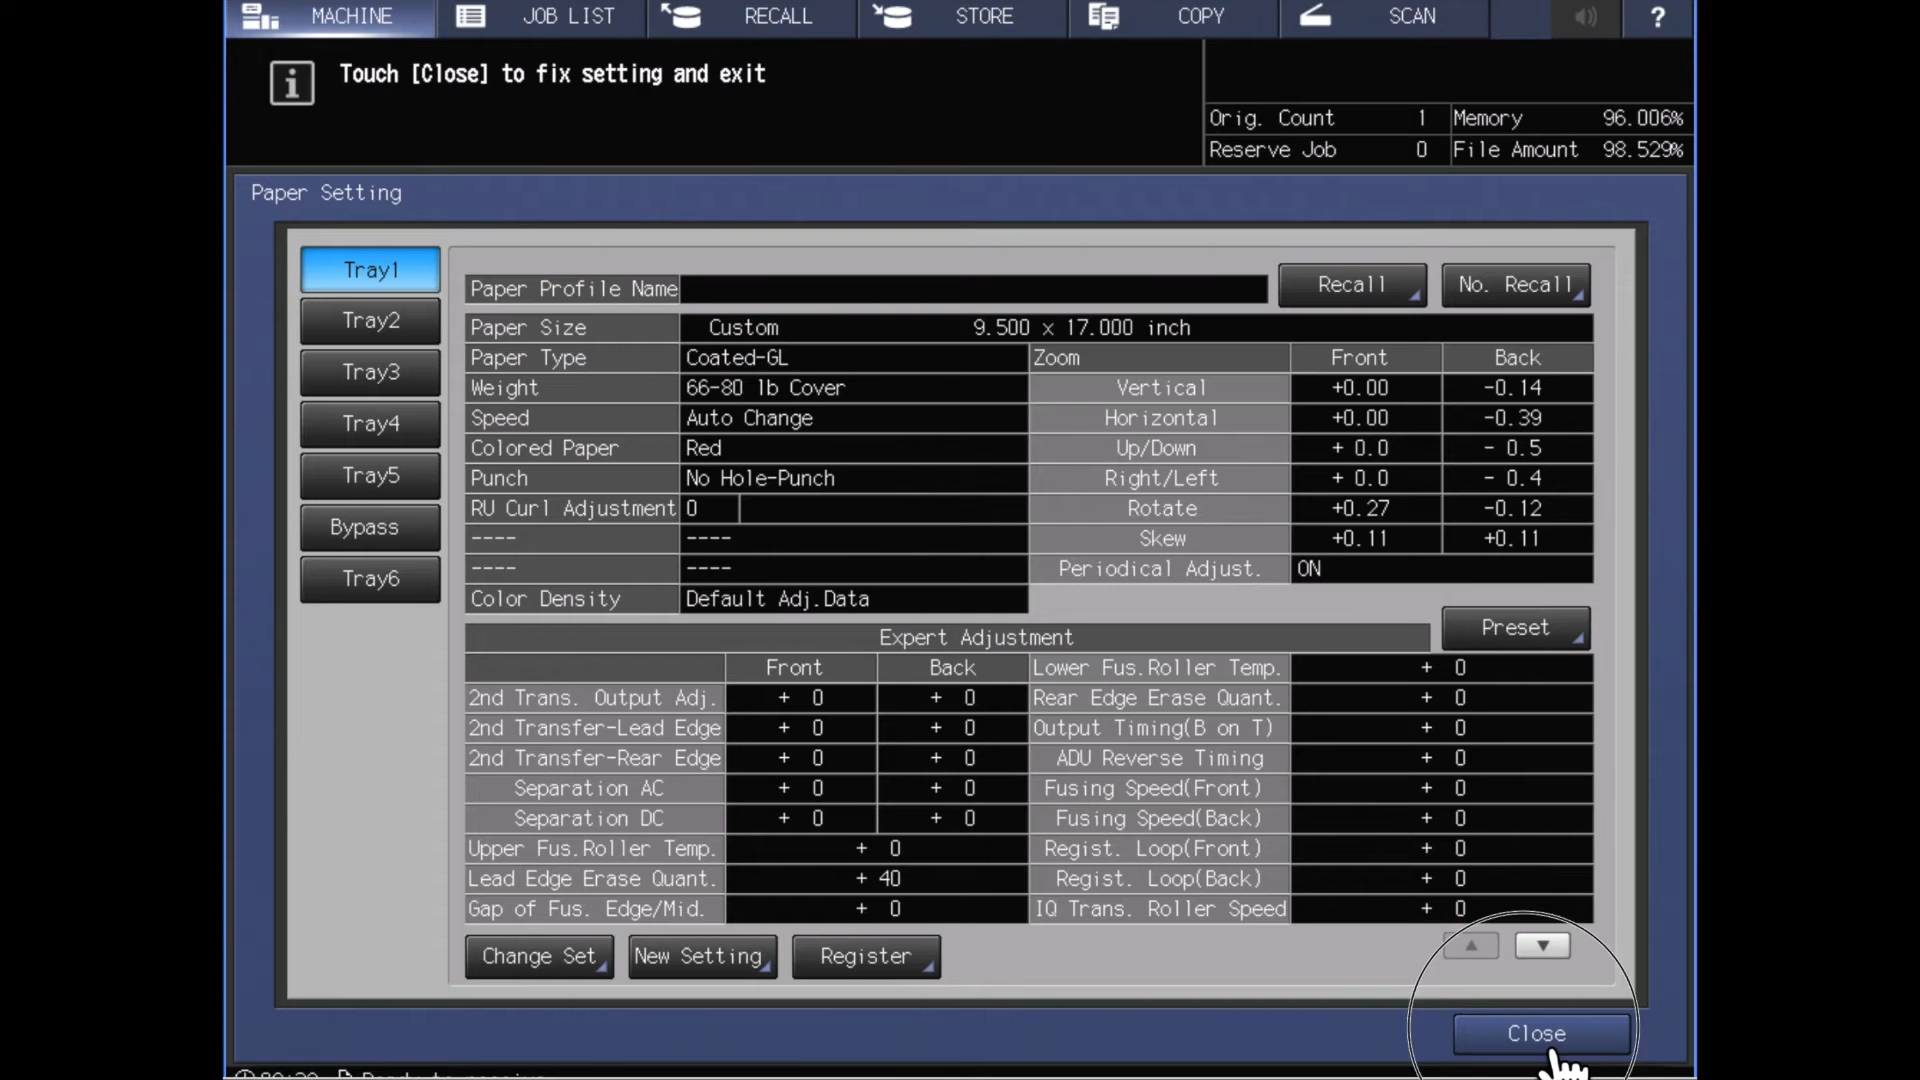 MACHINE JOB LIST RECALL STORE COPY SCAN ?
Touch [Close] to fix setting and exit
Orig. Count 1 Memory 96.006%
Reserve Job 0 File Amount 98.529%
Paper Setting
Tray1
Tray2
Tray3
Tray4
Tray5
Bypass
Tray6
Paper Profile Name Recall No. Recall
Paper Size Custom 9.500 x 17.000 inch
Paper Type Coated-GL Zoom Front Back
Weight 66-80 lb Cover Vertical +0.00 -0.14
Speed Auto Change Horizontal +0.00 -0.39
Colored Paper Red Up/Down + 0.0 - 0.5
Punch No Hole-Punch Right/Left + 0.0 - 0.4
RU Curl Adjustment 0 Rotate +0.27 -0.12
---- ---- Skew +0.11 +0.11
---- ---- Periodical Adjust. ON
Color Density Default Adj.Data
Expert Adjustment Preset
Front Back Lower Fus.Roller Temp. + 0
2nd Trans. Output Adj. + 0 + 0 Rear Edge Erase Quant. + 0
2nd Transfer-Lead Edge + 0 + 0 Output Timing(B on T) + 0
2nd Transfer-Rear Edge + 0 + 0 ADU Reverse Timing + 0
Separation AC + 0 + 0 Fusing Speed(Front) + 0
Separation DC + 0 + 0 Fusing Speed(Back) + 0
Upper Fus.Roller Temp. + 0 Regist. Loop(Front) + 0
Lead Edge Erase Quant. + 40 Regist. Loop(Back) + 0
Gap of Fus. Edge/Mid. + 0 IQ Trans. Roller Speed + 0
Change Set New Setting Register
Close